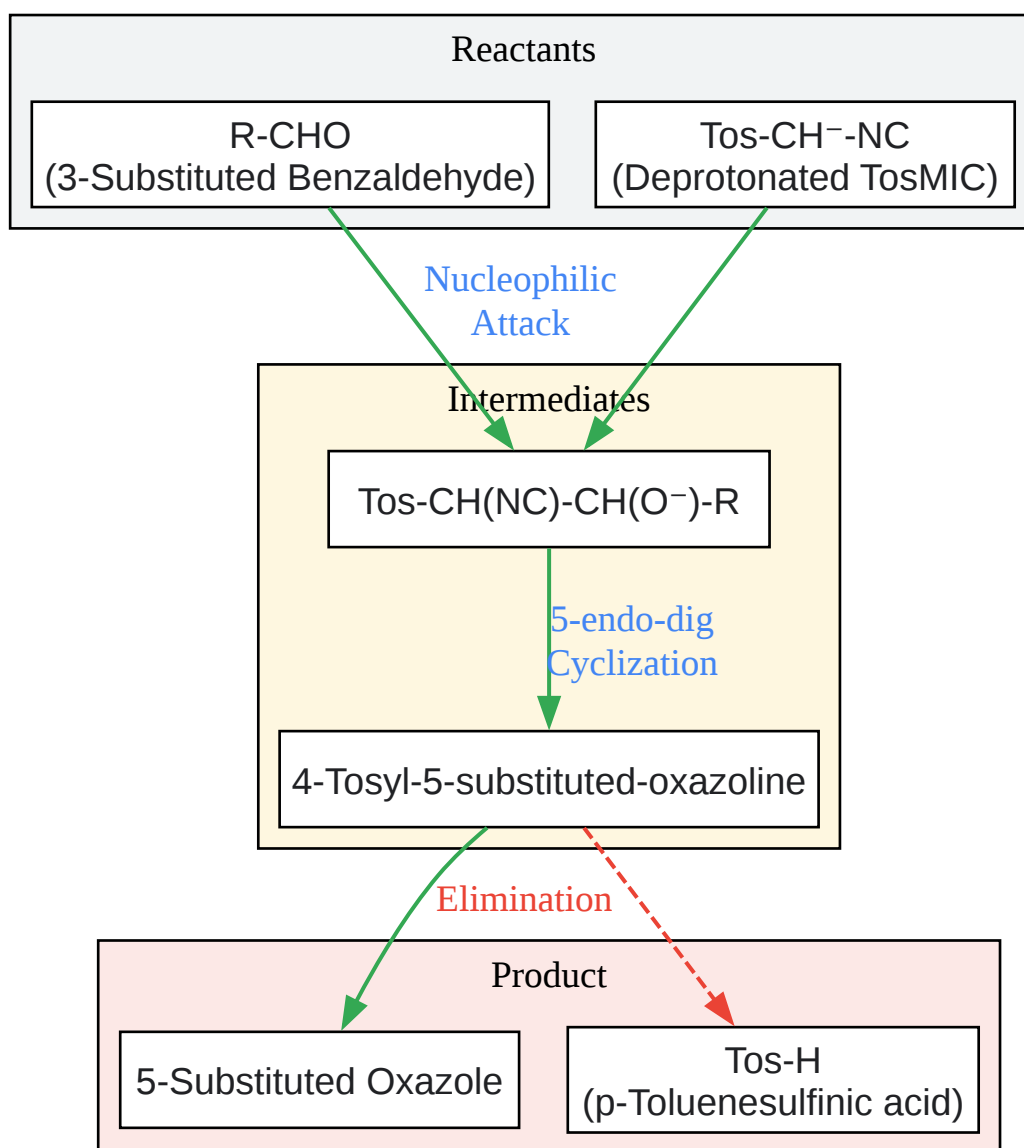 Reactants
R-CHO
(3-Substituted Benzaldehyde)
Tos-CH⁻-NC
(Deprotonated TosMIC)
Nucleophilic
Attack
Intermediates
Tos-CH(NC)-CH(O⁻)-R
5-endo-dig
Cyclization
4-Tosyl-5-substituted-oxazoline
Elimination
Product
5-Substituted Oxazole
Tos-H
(p-Toluenesulfinic acid)